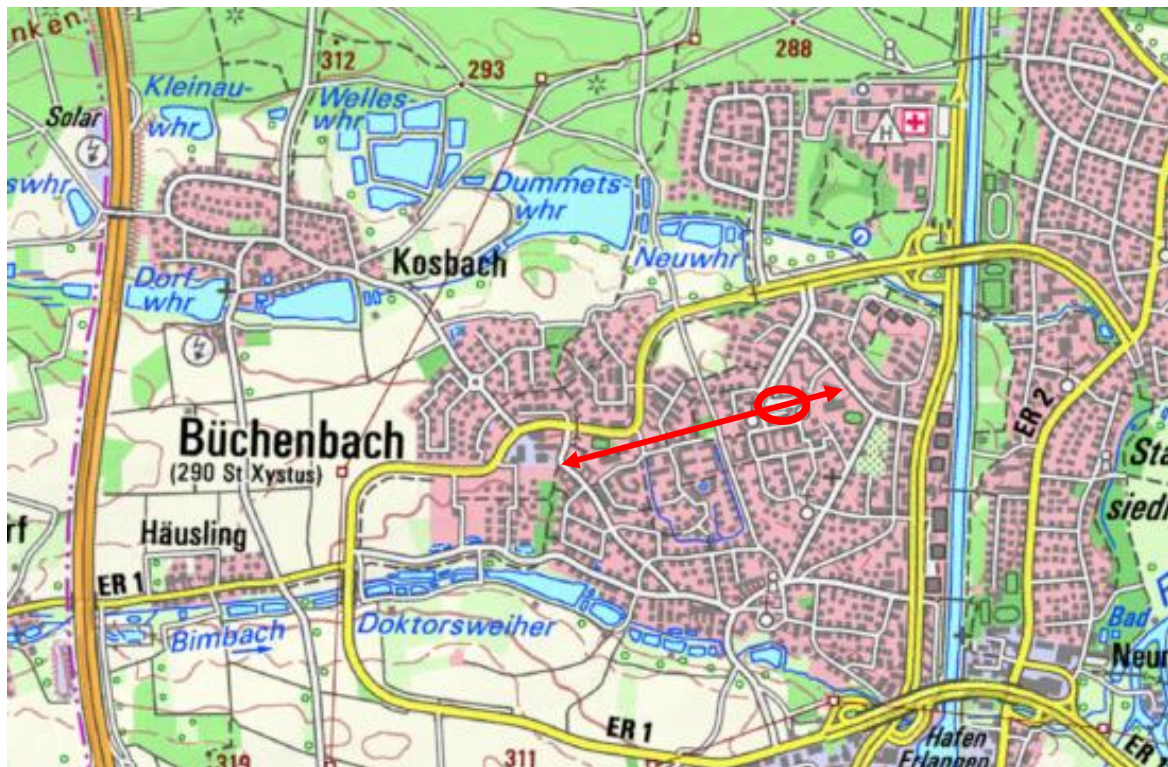 nken
312
293
288
Kleinau-
whr
Welles-
whr
Solar
H
swhr
Dummets-
whr
Kosbach
Neuwhr
Dorf-
whr
Büchenbach
(290 St Xystus)
ER 2
Sta
siedl
rf
Häusling
ER 1
Bimbach
Doktorsweiher
Bad
Neur
ER 1
Hafen
Erlangen
319
311
ER